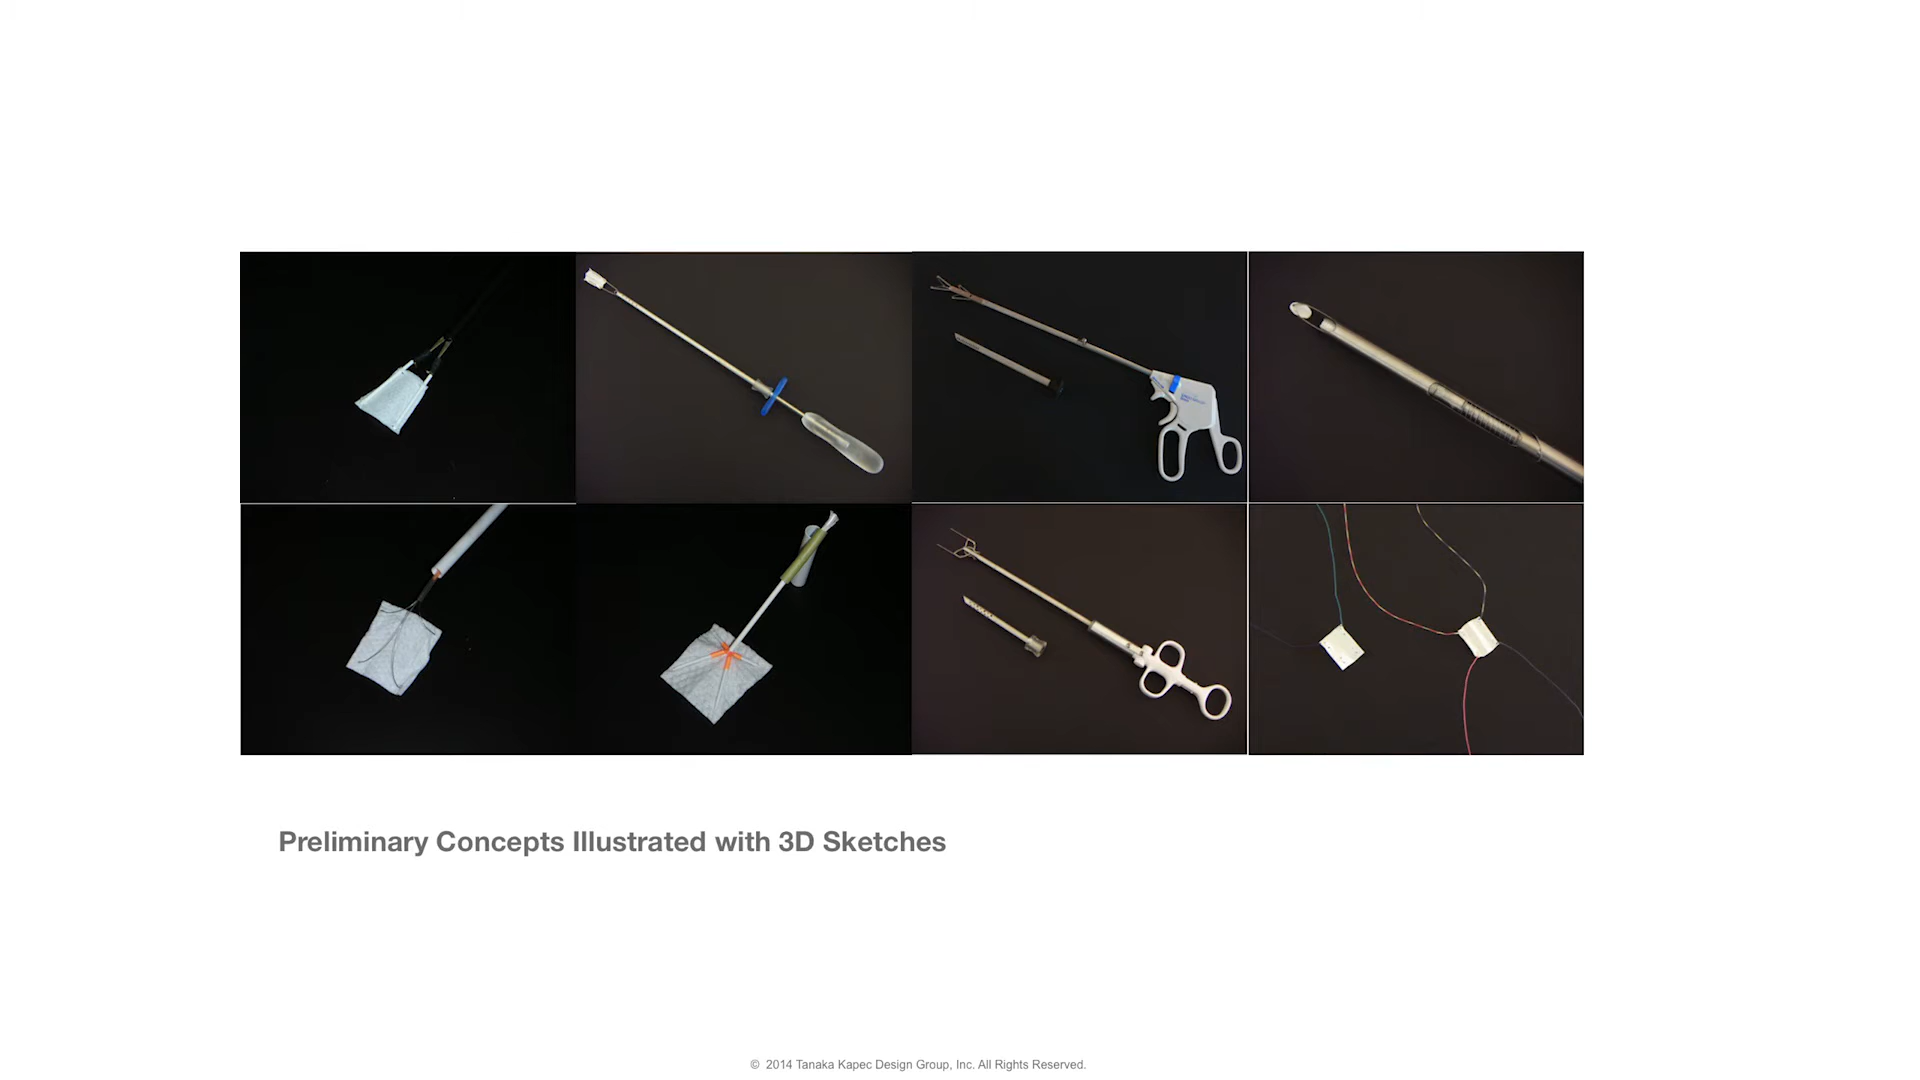 Preliminary Concepts Illustrated with 3D Sketches
© 2014 Tanaka Kapec Design Group, Inc. All Rights Reserved.